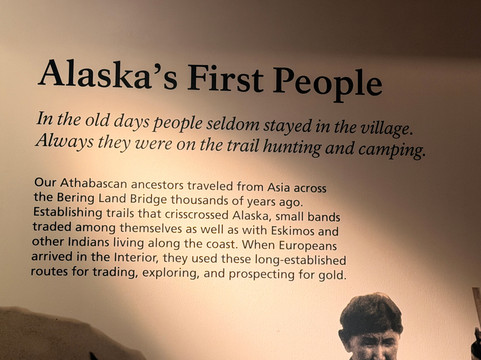 Alaska's First People
In the old days people seldom stayed in the village.
Always they were on the trail hunting and camping.
Our Athabascan ancestors traveled from Asia across
the Bering Land Bridge thousands of years ago.
Establishing trails that crisscrossed Alaska, small bands
traded among themselves as well as with Eskimos and
other Indians living along the coast. When Europeans
arrived in the Interior, they used these long-established
routes for trading, exploring, and prospecting for gold.